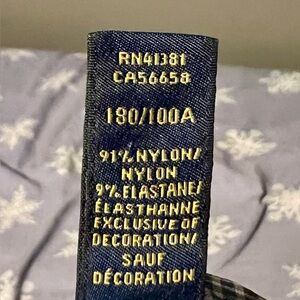 RN41381
CA56658
180/100A
91% NYLON/
NYLON
9% ELASTANE/
ÉLASTHANNE
EXCLUSIVE OF
DECORATION/
SAUF
DÉCORATION